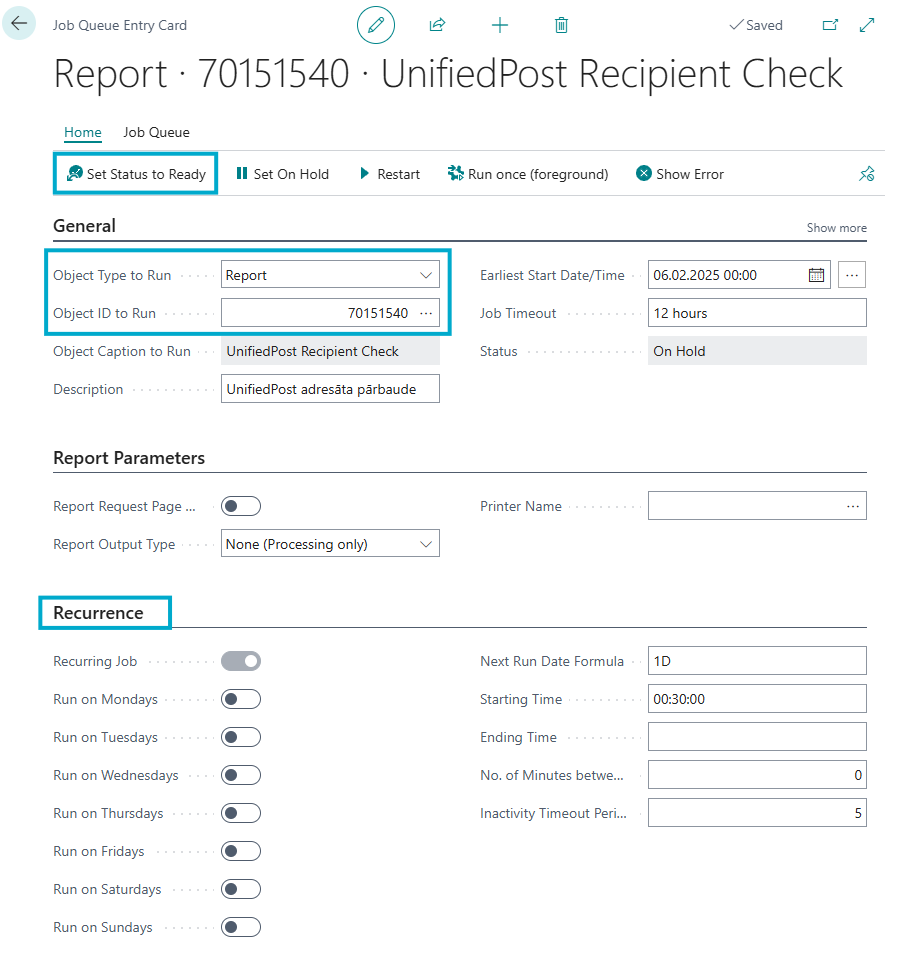 Job Queue Entry Card
Saved
Report · 70151540 · UnifiedPost Recipient Check
Home Job Queue
Set Status to Ready Set On Hold Restart Run once (foreground) Show Error
General Show more
Object Type to Run Report Earliest Start Date/Time 06.02.2025 00:00
Object ID to Run 70151540 Job Timeout 12 hours
Object Caption to Run UnifiedPost Recipient Check Status On Hold
Description UnifiedPost adresāta pārbaude
Report Parameters
Report Request Page ... Printer Name
Report Output Type None (Processing only)
Recurrence
Recurring Job Next Run Date Formula 1D
Run on Mondays Starting Time 00:30:00
Run on Tuesdays Ending Time
Run on Wednesdays No. of Minutes betwe... 0
Run on Thursdays Inactivity Timeout Peri... 5
Run on Fridays
Run on Saturdays
Run on Sundays